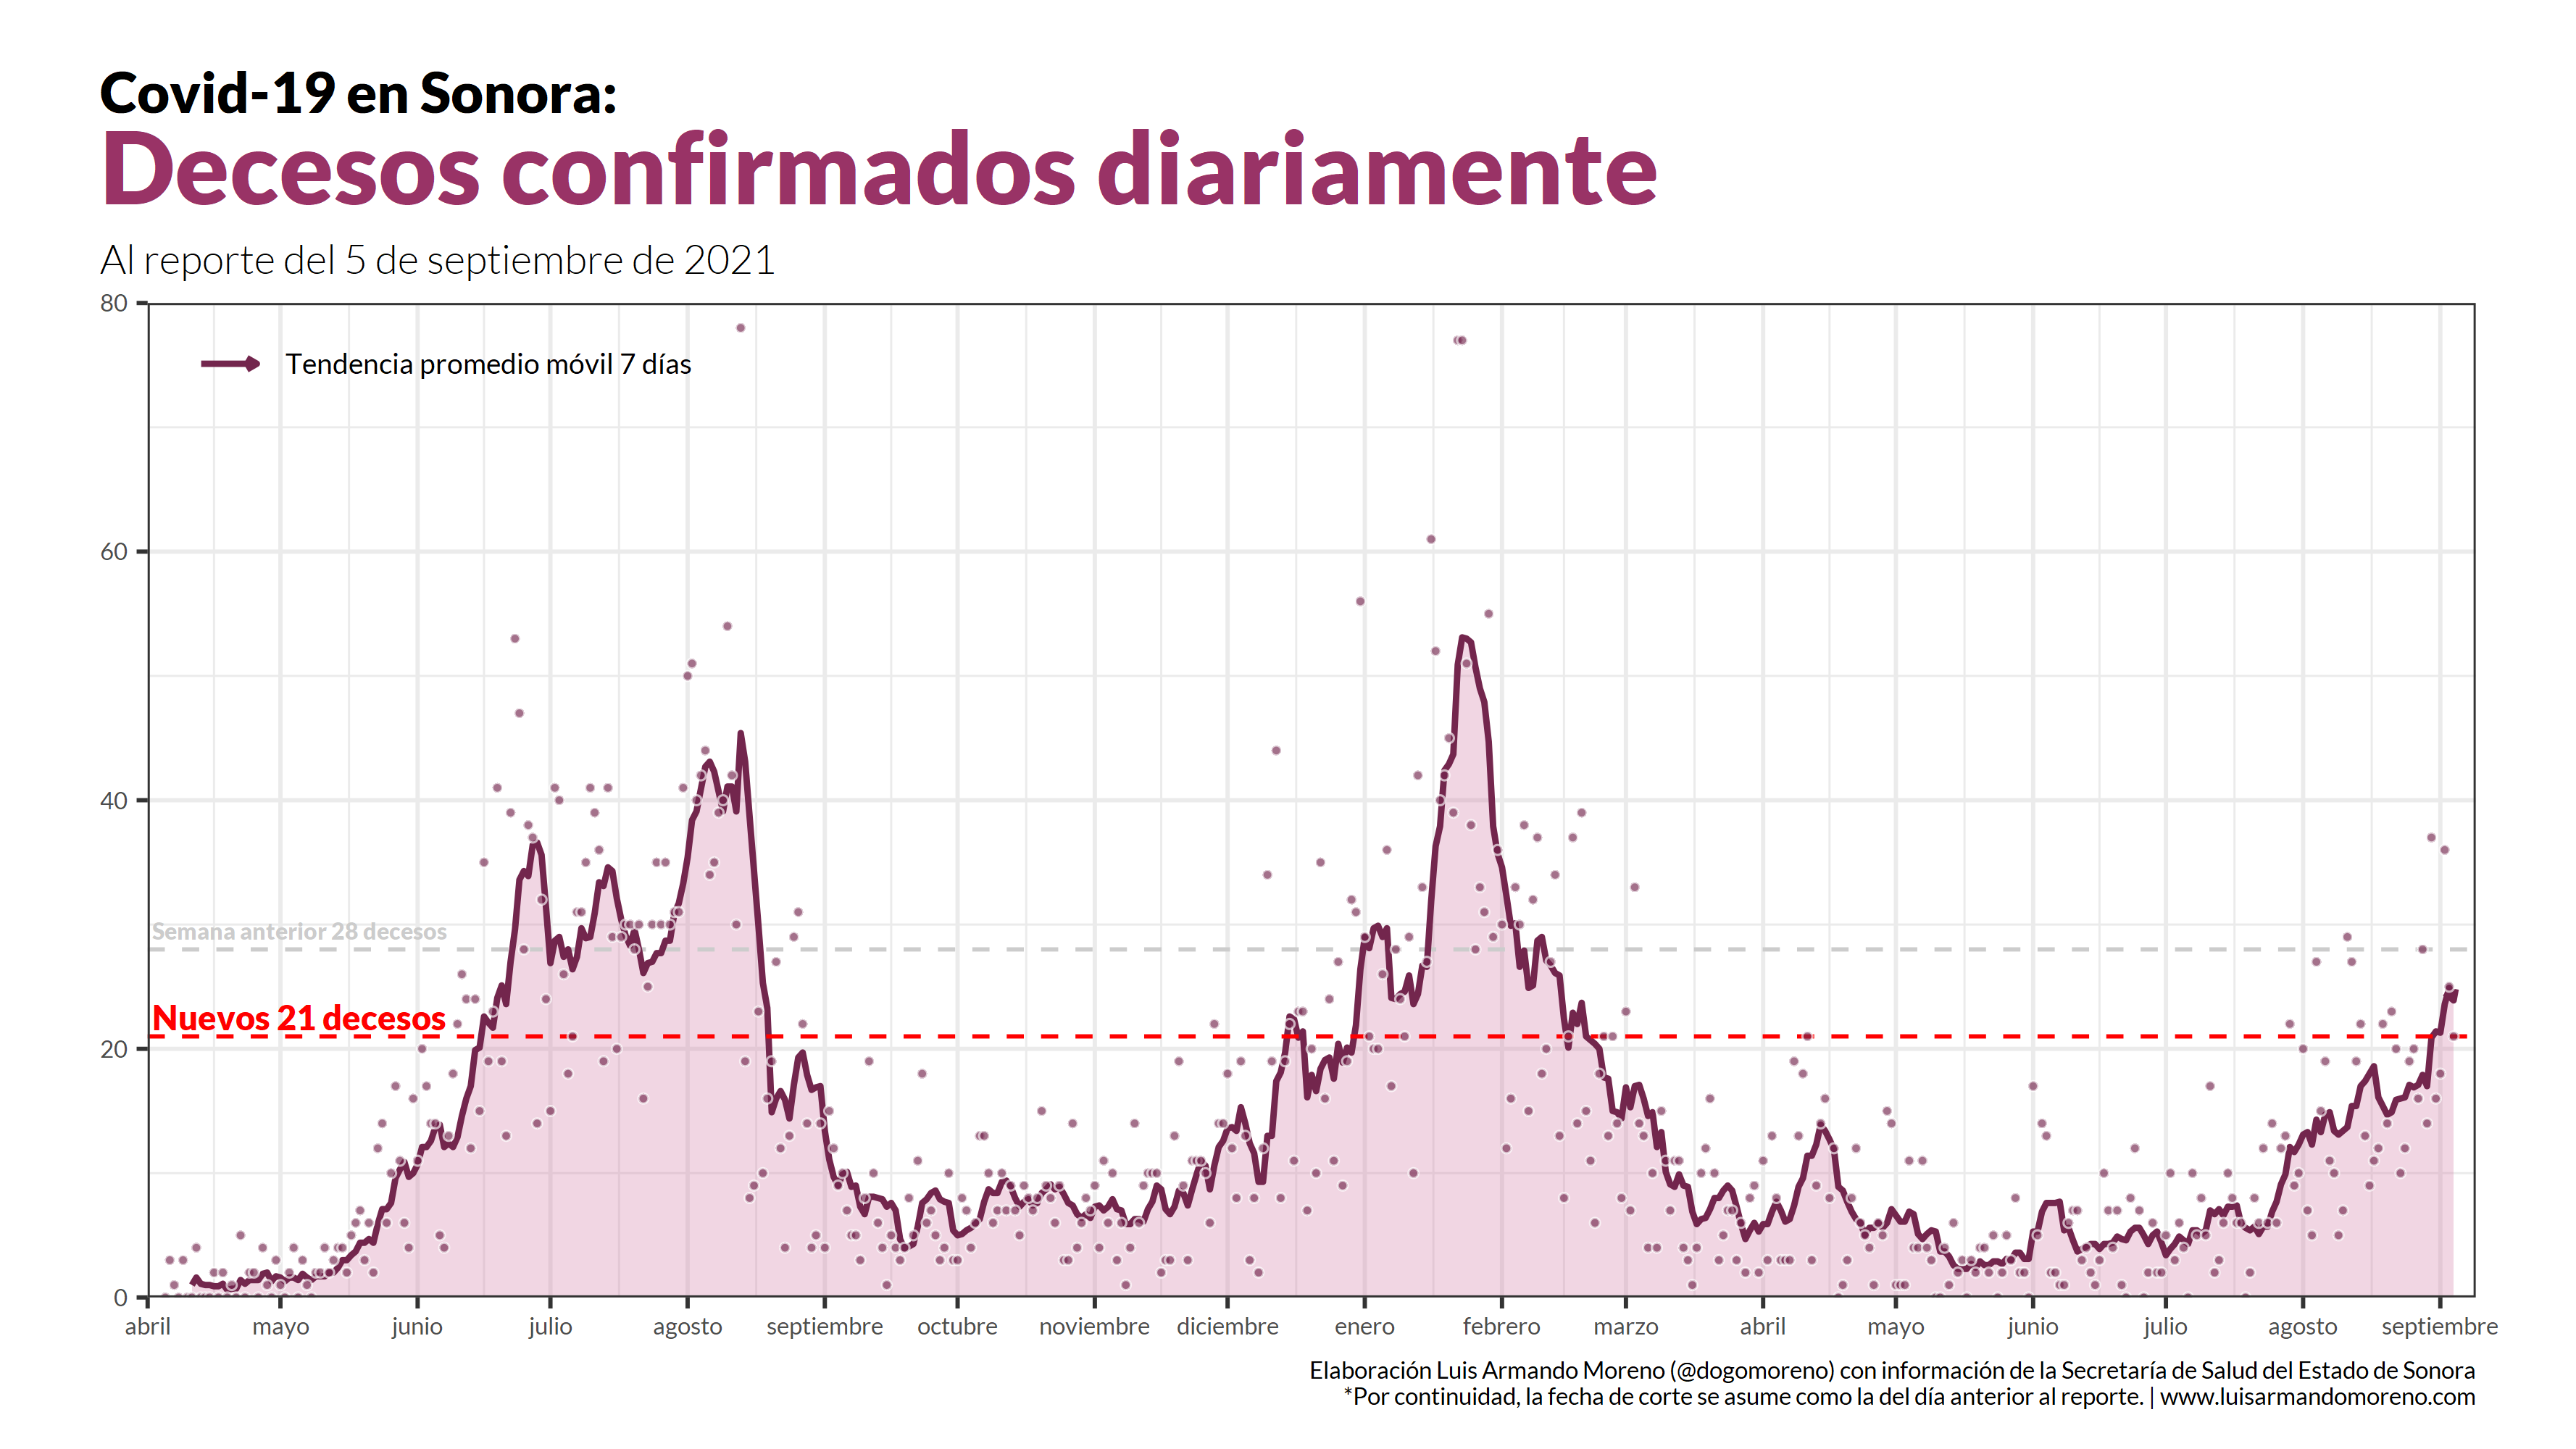 Covid-19 en Sonora:
Decesos confirmados diariamente
Al reporte del 5 de septiembre de 2021
80
Tendencia promedio móvil 7 días
60
40
Semana anterior 28 decesos
Nuevos 21 decesos
20
0
abril mayo junio julio agosto septiembre octubre noviembre diciembre enero febrero marzo abril mayo junio julio agosto septiembre
Elaboración Luis Armando Moreno (@dogomoreno) con información de la Secretaría de Salud del Estado de Sonora
*Por continuidad, la fecha de corte se asume como la del día anterior al reporte. | www.luisarmandomoreno.com